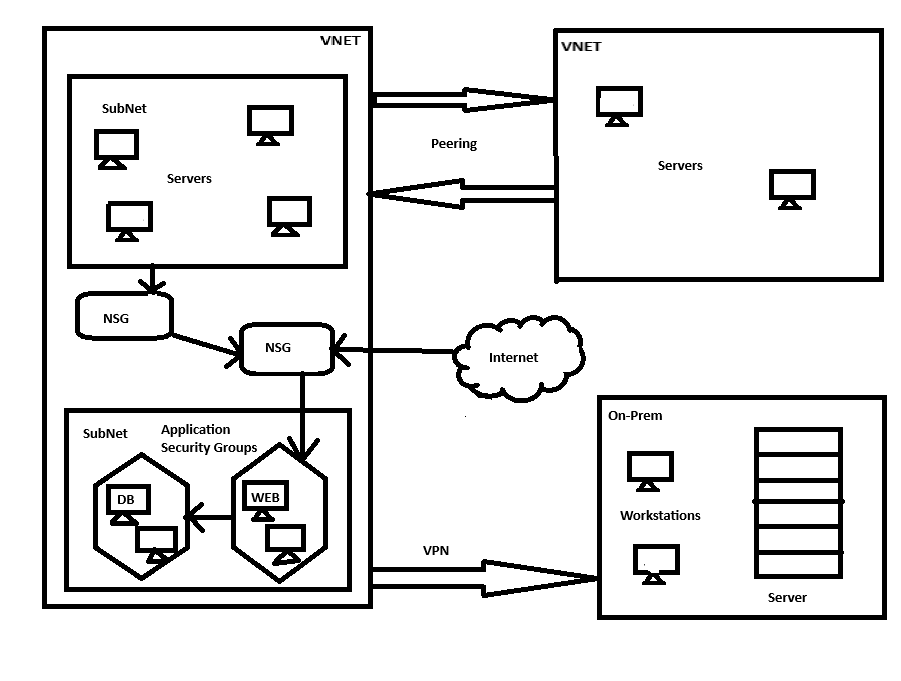 VNET
SubNet
Servers
NSG
NSG
SubNet
Application
Security Groups
DB
WEB
Peering
VNET
Servers
Internet
VPN
On-Prem
Workstations
Server